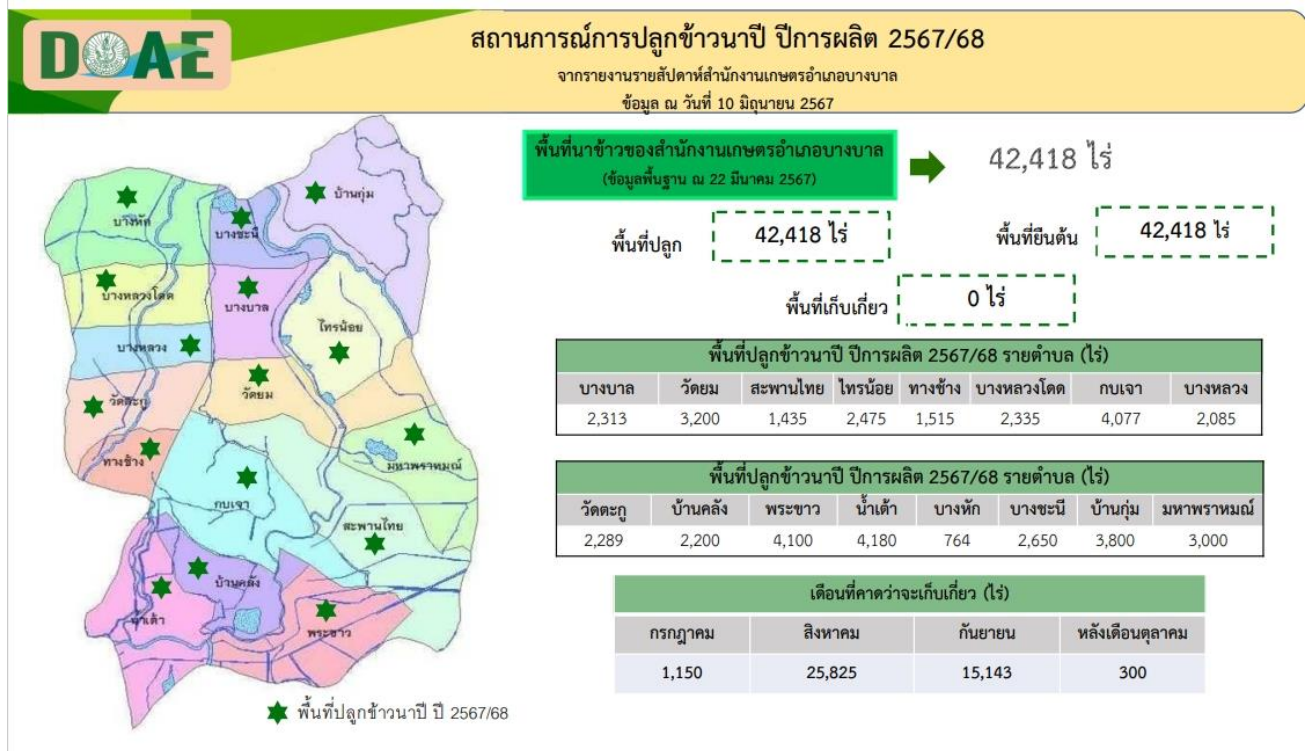 DOAE
สถานการณ์การปลูกข้าวนาปี ปีการผลิต 2567/68
จากรายงานรายสัปดาห์สำนักงานเกษตรอำเภอบางบาล
ข้อมูล ณ วันที่ 10 มิถุนายน 2567
พื้นที่นาข้าวของสำนักงานเกษตรอำเภอบางบาล
(ข้อมูลพื้นฐาน ณ 22 มีนาคม 2567)
42,418 ไร่
พื้นที่ปลูก 42,418 ไร่ พื้นที่ยืนต้น 42,418 ไร่
พื้นที่เก็บเกี่ยว 0 ไร่
พื้นที่ปลูกข้าวนาปี ปีการผลิต 2567/68 รายตำบล (ไร่)
บางบาล วัดยม สะพานไทย ไทรน้อย ทางช้าง บางหลวงโดด กบเจา บางหลวง
2,313 3,200 1,435 2,475 1,515 2,335 4,077 2,085
พื้นที่ปลูกข้าวนาปี ปีการผลิต 2567/68 รายตำบล (ไร่)
วัดตะกู บ้านคลัง พระขาว น้ำเต้า บางหัก บางชะนี บ้านกุ่ม มหาพราหมณ์
2,289 2,200 4,100 4,180 764 2,650 3,800 3,000
เดือนที่คาดว่าจะเก็บเกี่ยว (ไร่)
กรกฎาคม สิงหาคม กันยายน หลังเดือนตุลาคม
1,150 25,825 15,143 300
บ้านกุ่ม
บางหัก
บางชะนี
บางหลวงโดด
บางบาล
ไทรน้อย
บางหลวง
วัดยม
วัดตะกู
ทางช้าง
มหาพราหมณ์
กบเจา
สะพานไทย
บ้านคลัง
น้ำเต้า
พระขาว
พื้นที่ปลูกข้าวนาปี ปี 2567/68